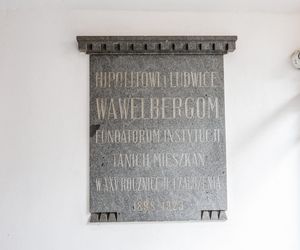 HIPOLITOWI i LUDWICE
WAWELBERGOM
FUNDATOROM INSTYTUCJI
TANICH MIESZKAŃ
W XXV ROCZNICĘ JEJ ZAŁOŻENIA
1898-1923